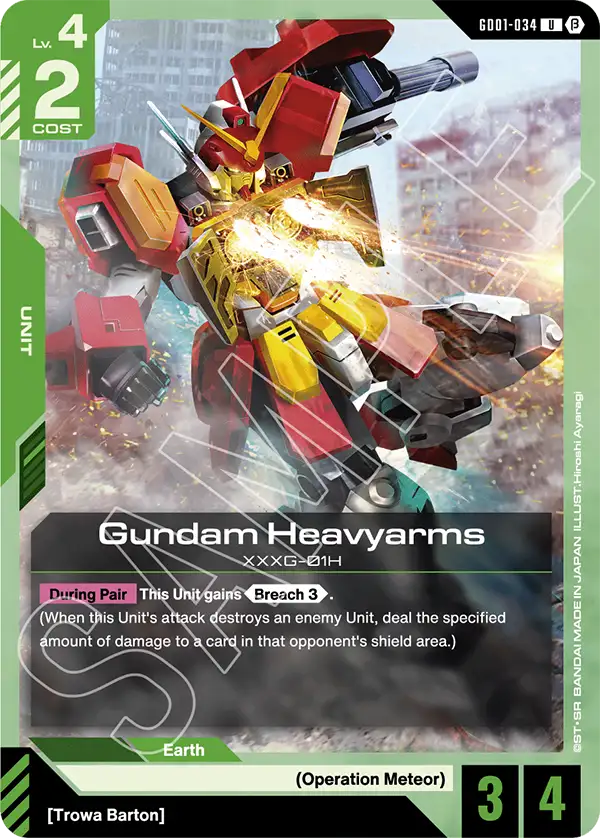 GD01-034 U β
Lv. 4
2
COST
UNIT
SAMPLE
Gundam Heavyarms
XXXG-01H
During Pair This Unit gains Breach 3.
(When this Unit's attack destroys an enemy Unit, deal the specified
amount of damage to a card in that opponent's shield area.)
©ST・SR BANDAI MADE IN JAPAN ILLUST:Hiroshi Ayaragi
Earth
(Operation Meteor)
3 4
[Trowa Barton]